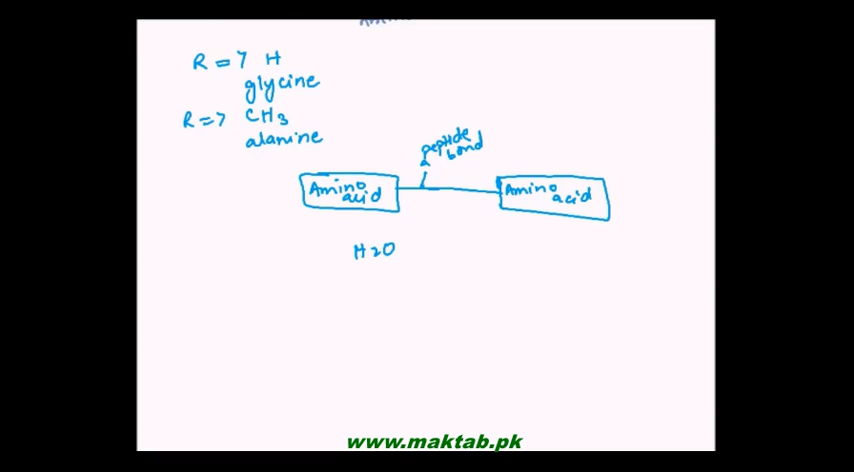 R => H
glycine
R => CH3
alanine
peptide
bond
Amino
acid
Amino
acid
H2O
www.maktab.pk